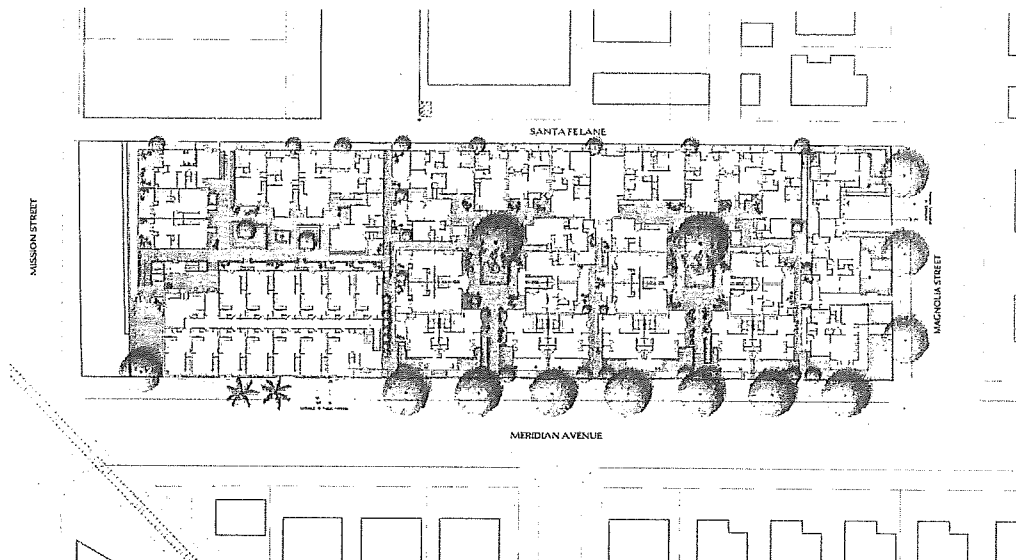 SANTA FE LANE
MISSION STREET
MAGNOLIA STREET
MERIDIAN AVENUE